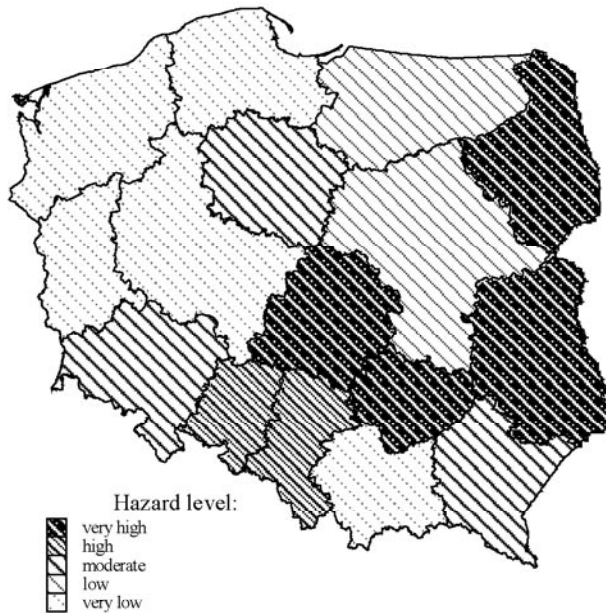 Hazard level:
very high
high
moderate
low
very low